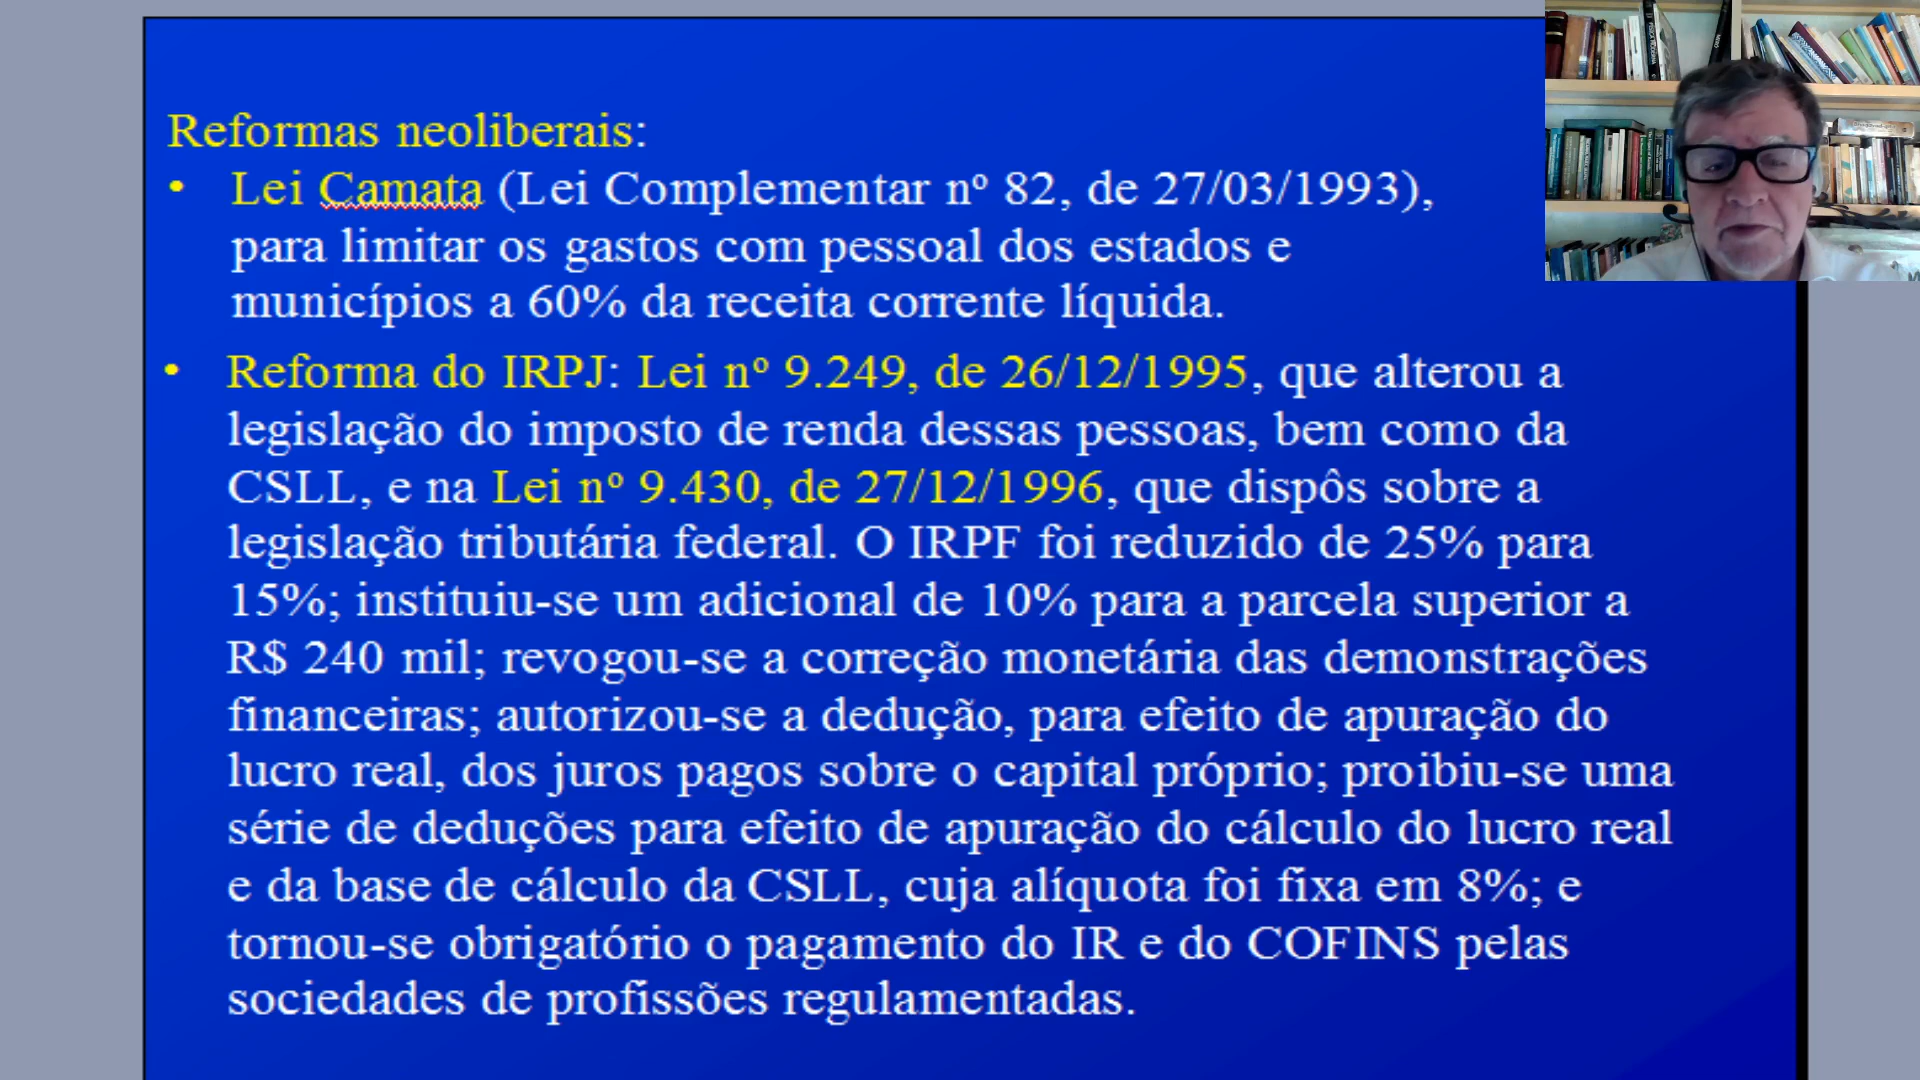 Reformas neoliberais:
• Lei Camata (Lei Complementar nº 82, de 27/03/1993),
para limitar os gastos com pessoal dos estados e
municípios a 60% da receita corrente líquida.
• Reforma do IRPJ: Lei nº 9.249, de 26/12/1995, que alterou a
legislação do imposto de renda dessas pessoas, bem como da
CSLL, e na Lei nº 9.430, de 27/12/1996, que dispôs sobre a
legislação tributária federal. O IRPF foi reduzido de 25% para
15%; instituiu-se um adicional de 10% para a parcela superior a
R$ 240 mil; revogou-se a correção monetária das demonstrações
financeiras; autorizou-se a dedução, para efeito de apuração do
lucro real, dos juros pagos sobre o capital próprio; proibiu-se uma
série de deduções para efeito de apuração do cálculo do lucro real
e da base de cálculo da CSLL, cuja alíquota foi fixa em 8%; e
tornou-se obrigatório o pagamento do IR e do COFINS pelas
sociedades de profissões regulamentadas.